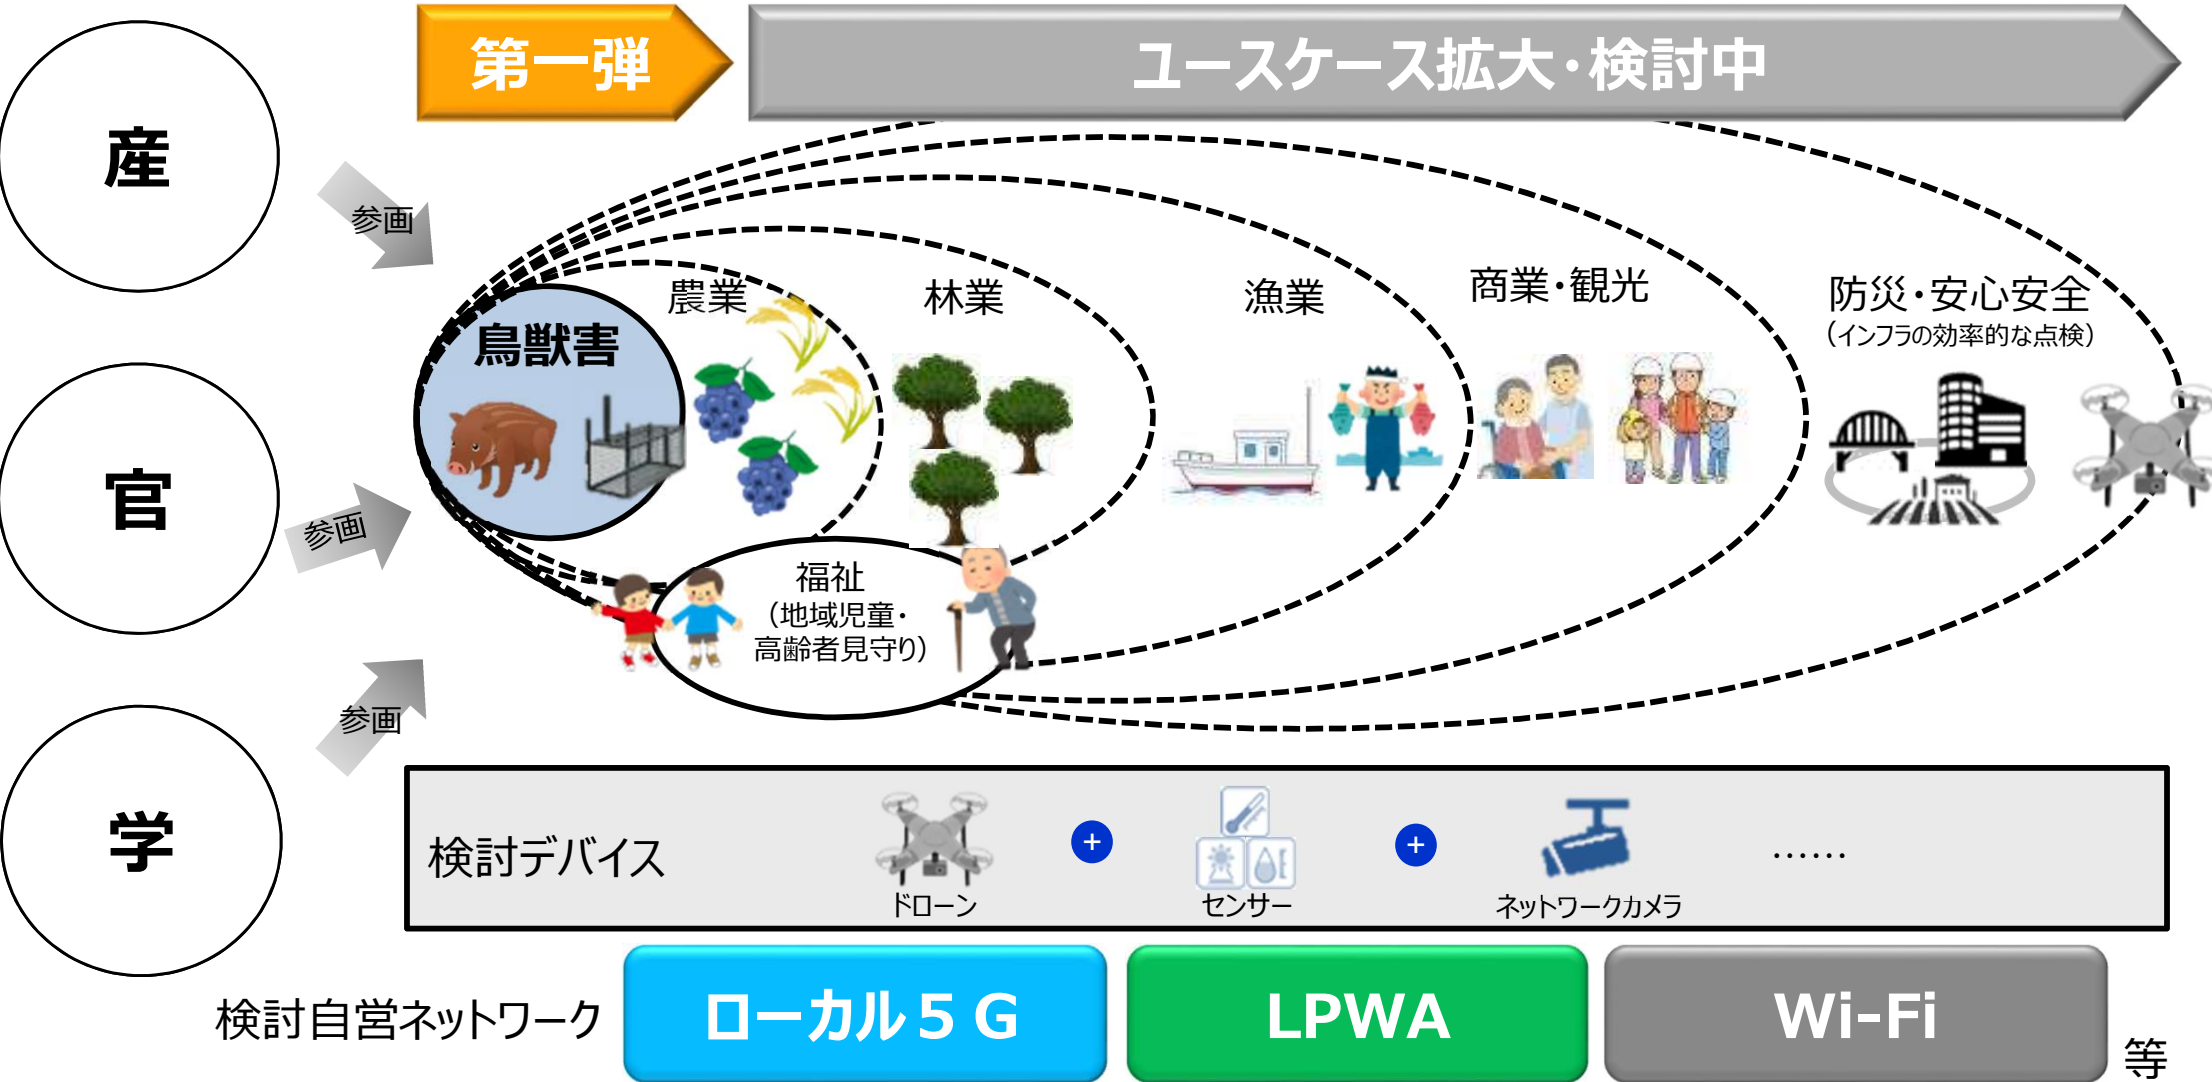 第一弾
ユースケース拡大・検討中
産
官
学
参画
参画
参画
鳥獣害
農業
林業
漁業
商業・観光
防災・安心安全
（インフラの効率的な点検）
福祉
（地域児童・
高齢者見守り）
検討デバイス
ドローン
+
センサー
+
ネットワークカメラ
……
検討自営ネットワーク
ローカル５Ｇ
LPWA
Wi-Fi
等